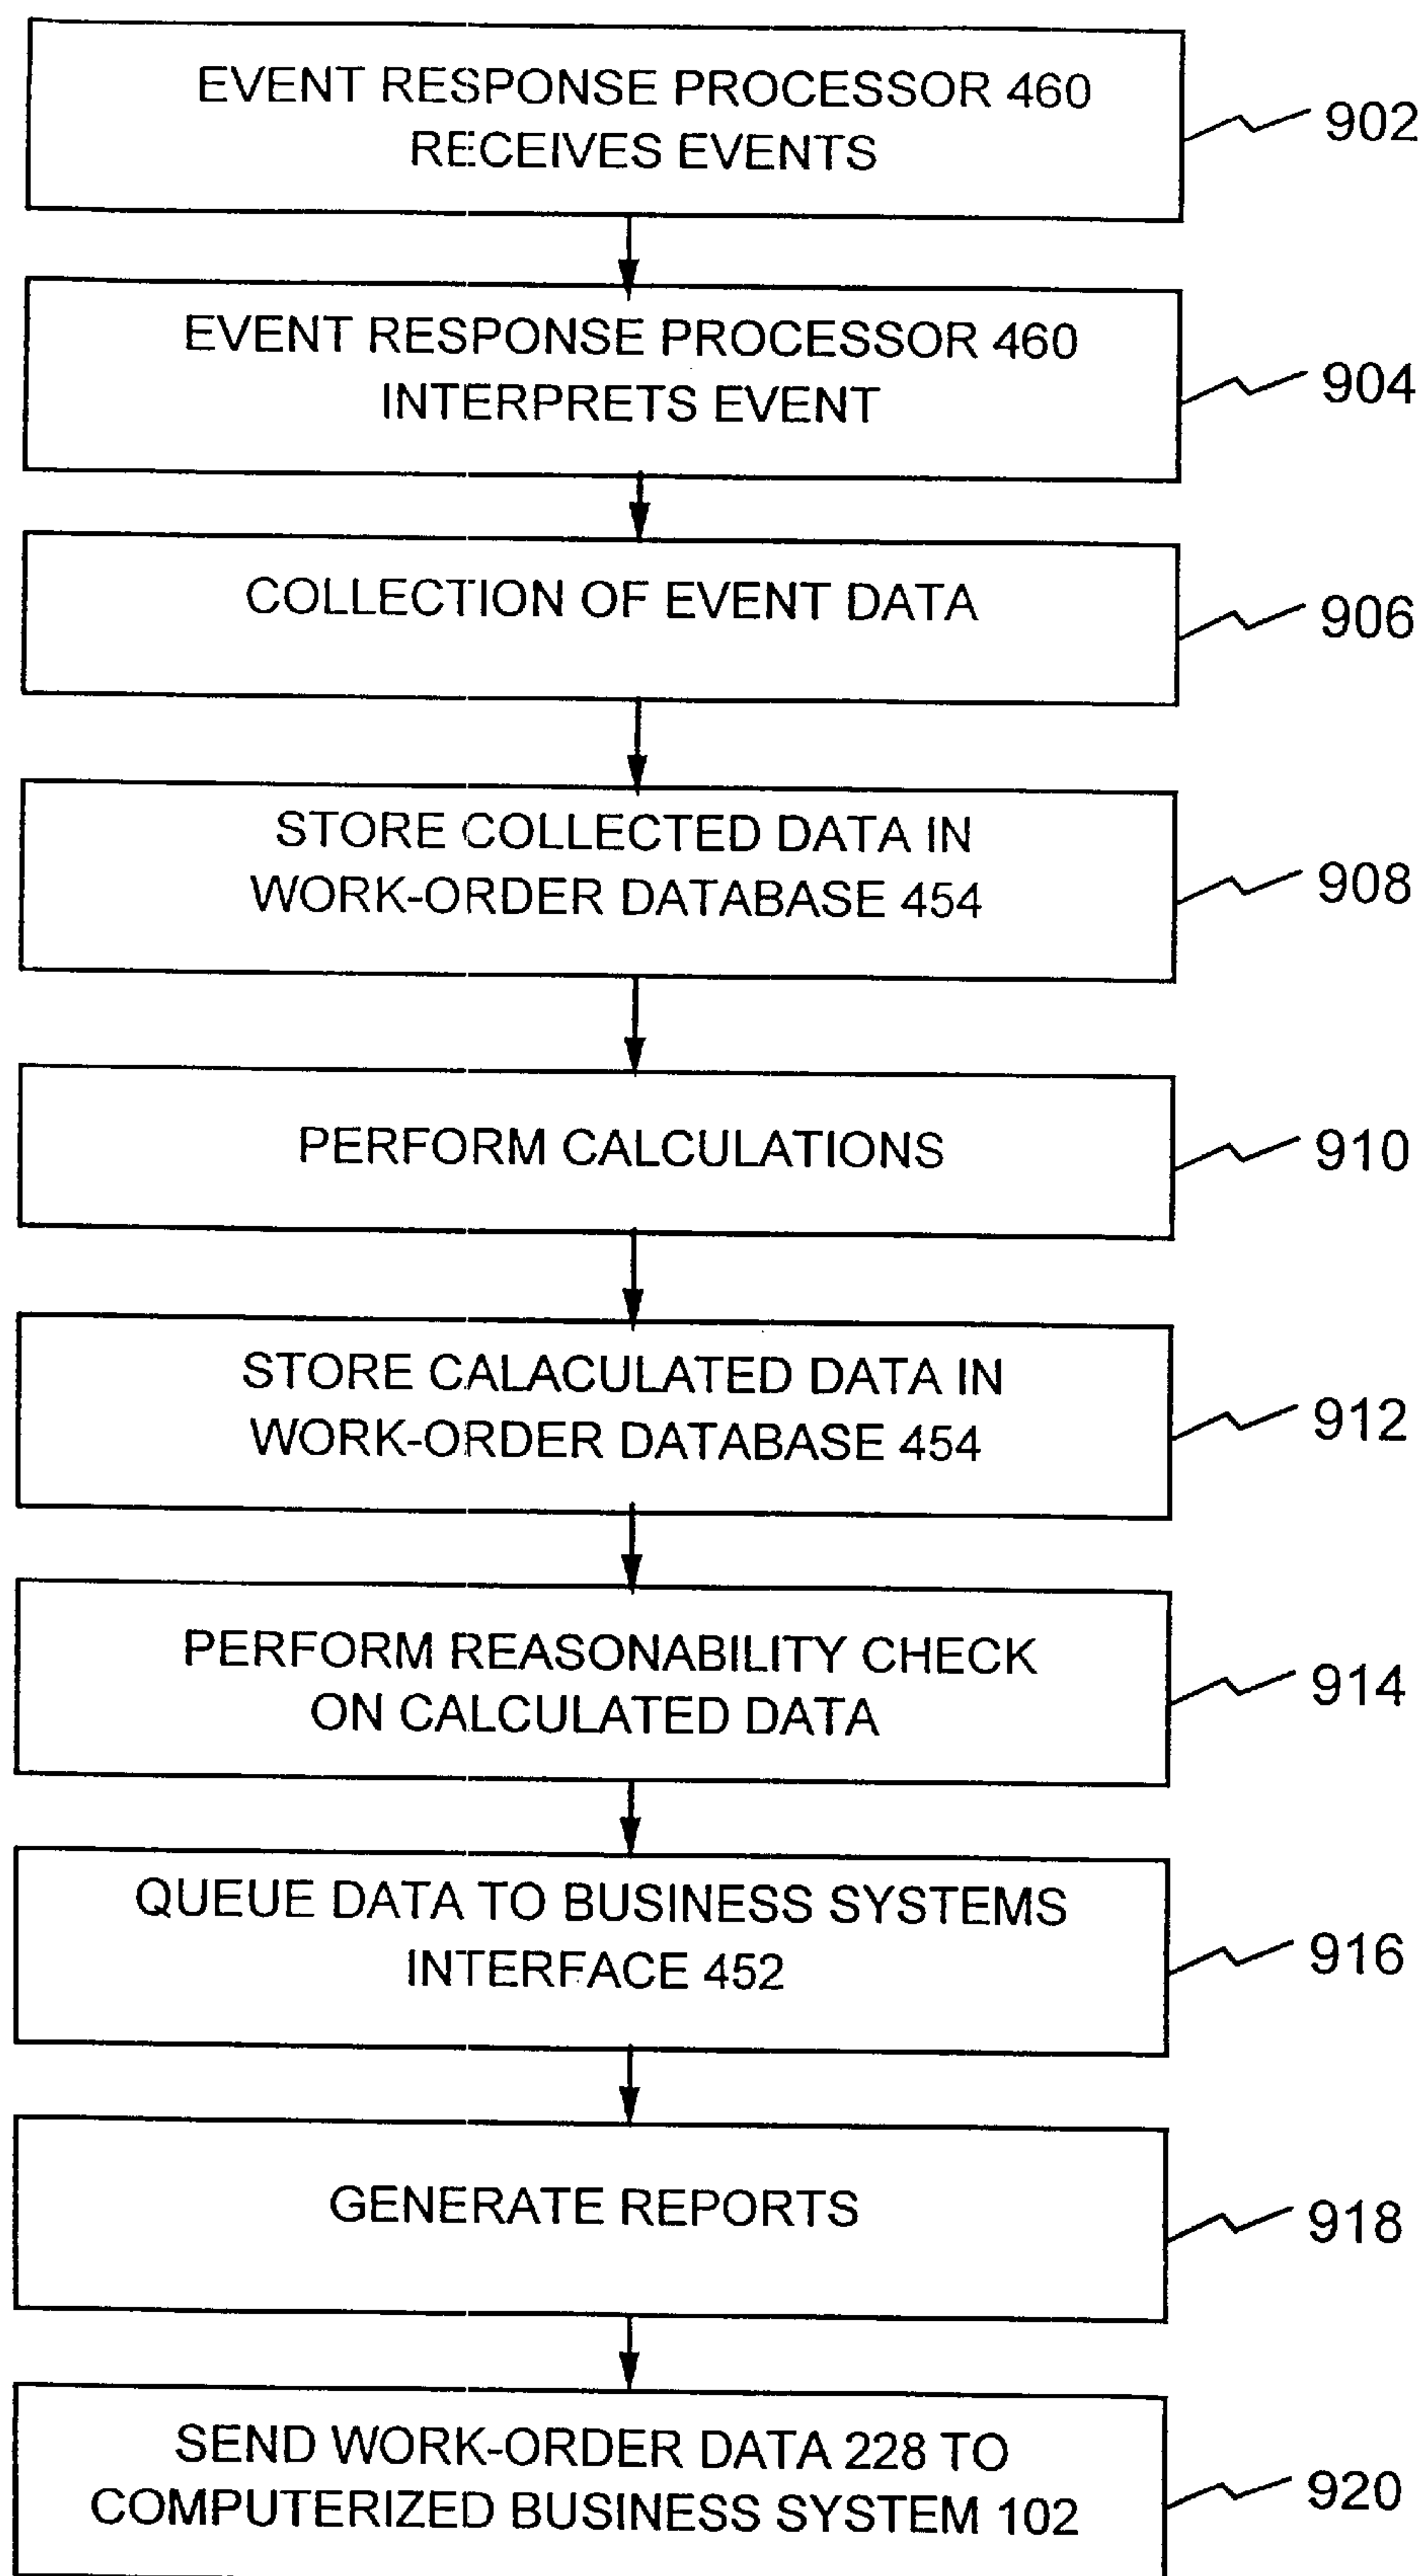 EVENT RESPONSE PROCESSOR 460
RECEIVES EVENTS
902
EVENT RESPONSE PROCESSOR 460
INTERPRETS EVENT
904
COLLECTION OF EVENT DATA
906
STORE COLLECTED DATA IN
WORK-ORDER DATABASE 454
908
PERFORM CALCULATIONS
910
STORE CALACULATED DATA IN
WORK-ORDER DATABASE 454
912
PERFORM REASONABILITY CHECK
ON CALCULATED DATA
914
QUEUE DATA TO BUSINESS SYSTEMS
INTERFACE 452
916
GENERATE REPORTS
918
SEND WORK-ORDER DATA 228 TO
COMPUTERIZED BUSINESS SYSTEM 102
920